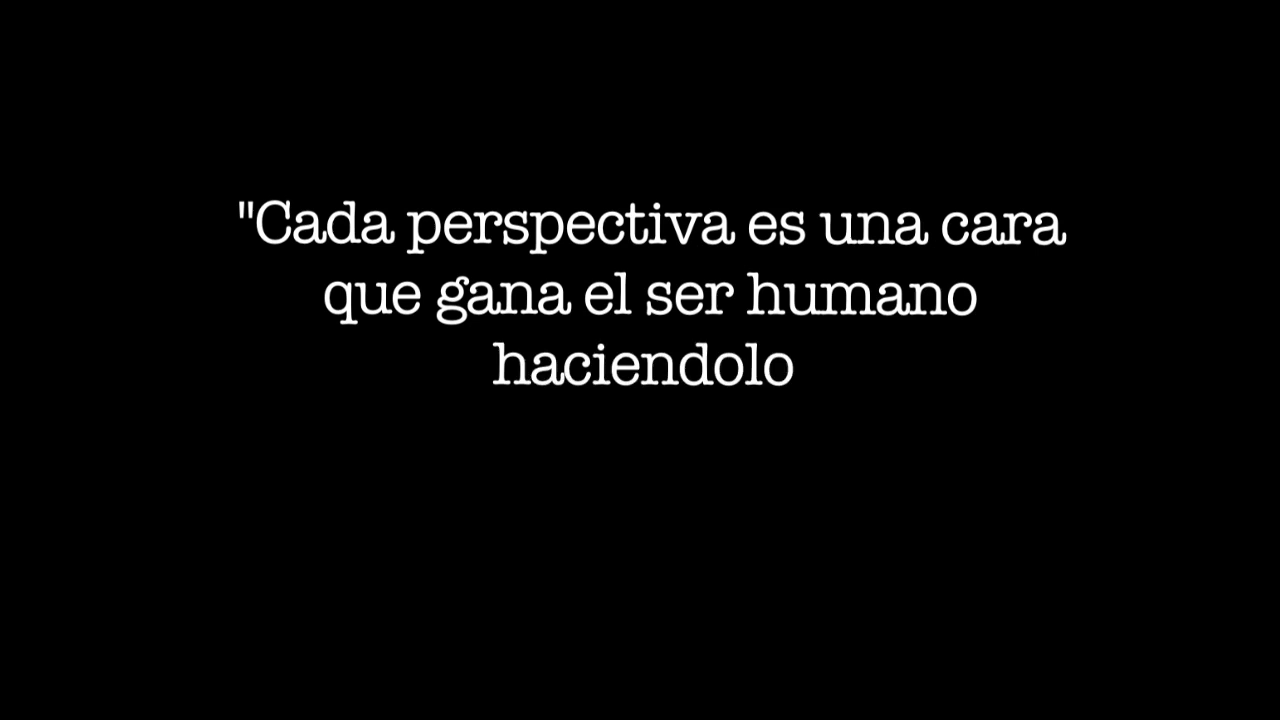 "Cada perspectiva es una cara
que gana el ser humano
haciendolo